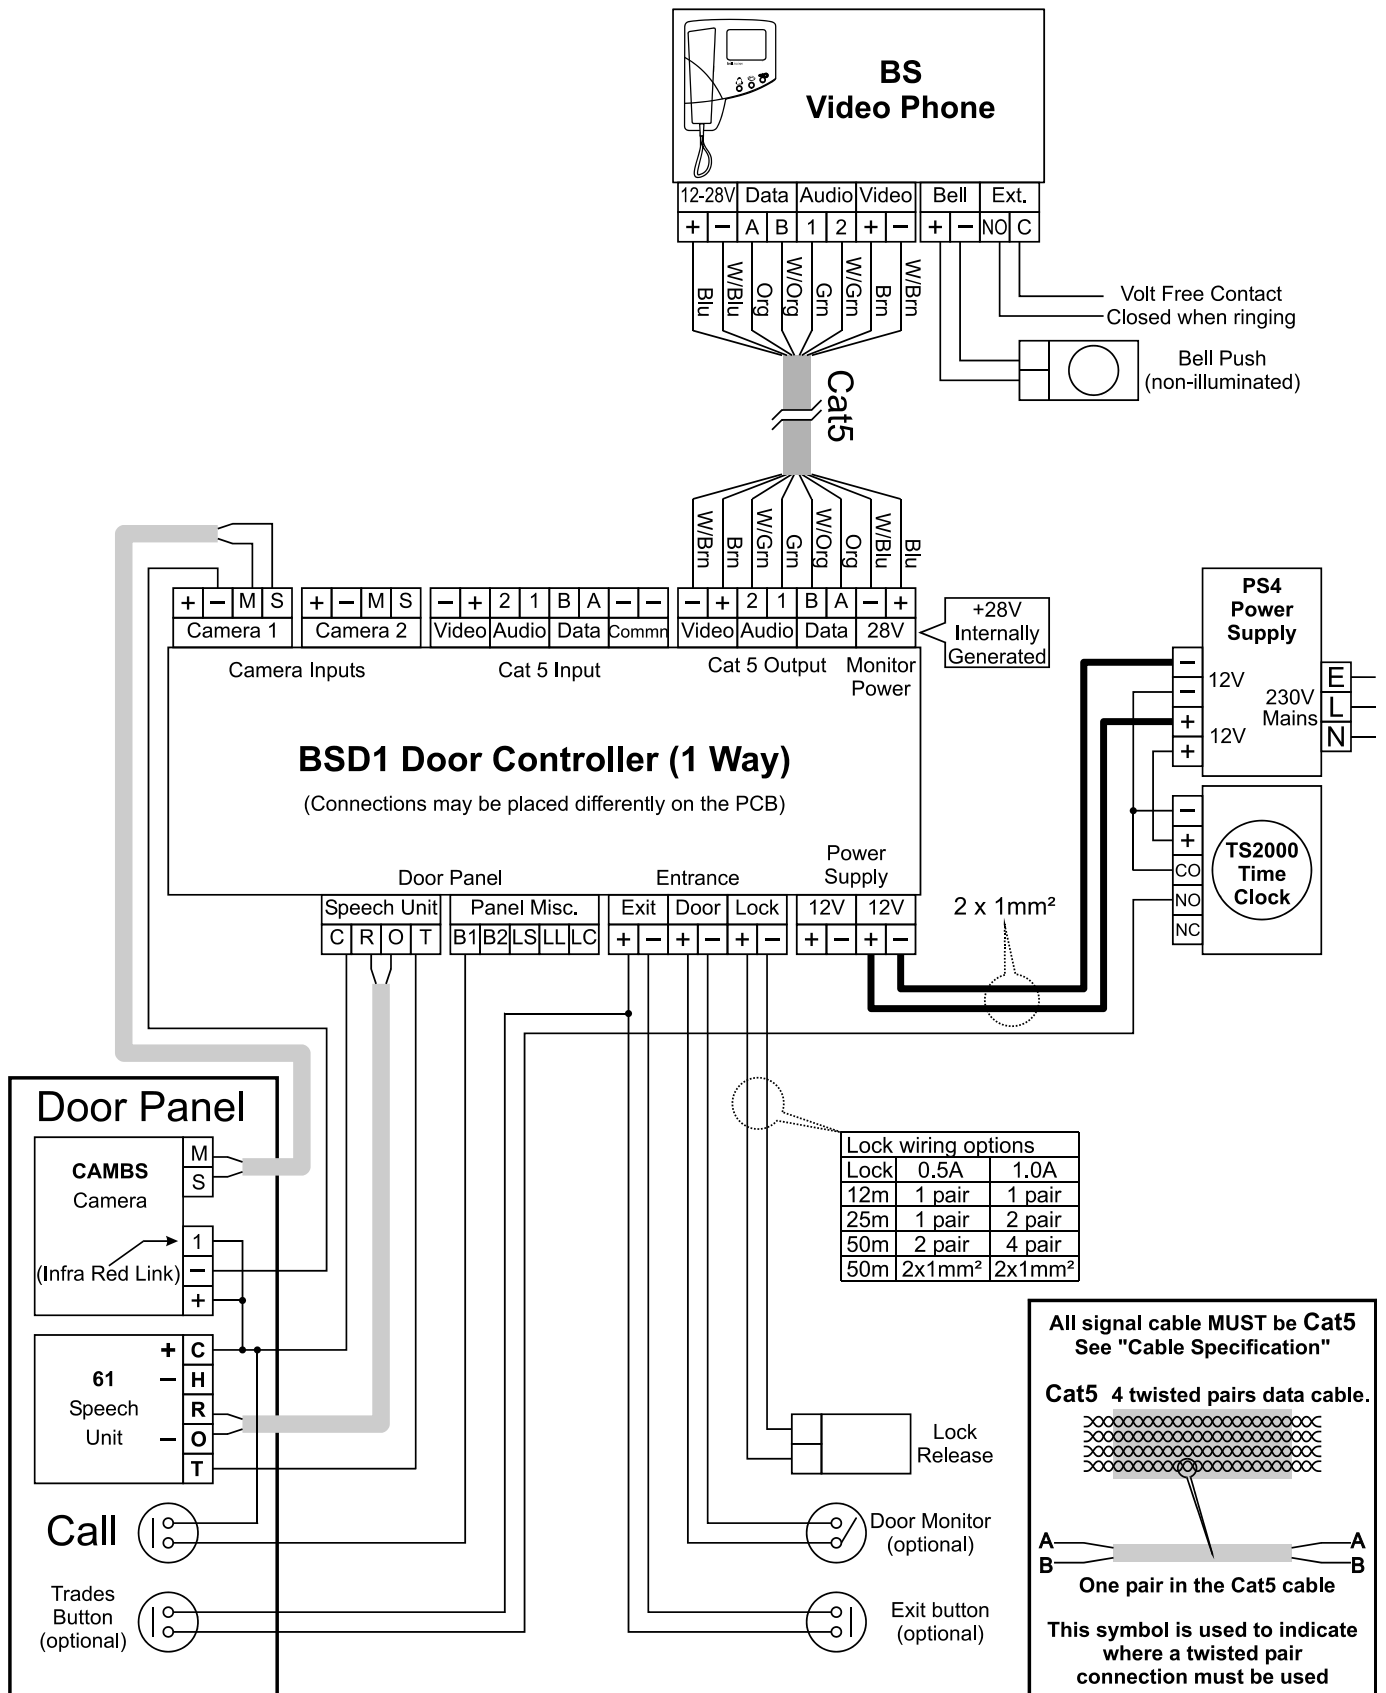 BS
Video Phone
12-28V Data Audio Video Bell Ext.
+ − A B 1 2 + − + − NO C
Blu W/Blu Org W/Org Grn W/Grn Brn W/Brn
Volt Free Contact
Closed when ringing
Bell Push
(non-illuminated)
Cat5
W/Brn Brn W/Grn Grn W/Org Org W/Blu Blu
+ − M S + − M S − + 2 1 B A − − − + 2 1 B A − +
Camera 1 Camera 2 Video Audio Data Commn Video Audio Data 28V
+28V
Internally
Generated
Camera Inputs Cat 5 Input Cat 5 Output Monitor
Power
BSD1 Door Controller (1 Way)
(Connections may be placed differently on the PCB)
Door Panel Entrance Power
Supply
Speech Unit Panel Misc. Exit Door Lock 12V 12V
C R O T B1 B2 LS LL LC + − + − + − + − + −
2 x 1mm²
PS4
Power
Supply
− 12V
−
+ 12V
+
230V
Mains
E
L
N
−
+
CO
NO
NC
TS2000
Time
Clock
Door Panel
CAMBS
Camera
M
S
1
(Infra Red Link) −
+
61
Speech
Unit
+ C
− H
R
− O
T
Call
Trades
Button
(optional)
Lock wiring options
Lock 0.5A 1.0A
12m 1 pair 1 pair
25m 1 pair 2 pair
50m 2 pair 4 pair
50m 2x1mm² 2x1mm²
Lock
Release
Door Monitor
(optional)
Exit button
(optional)
All signal cable MUST be Cat5
See "Cable Specification"
Cat5 4 twisted pairs data cable.
A A
B B
One pair in the Cat5 cable
This symbol is used to indicate
where a twisted pair
connection must be used